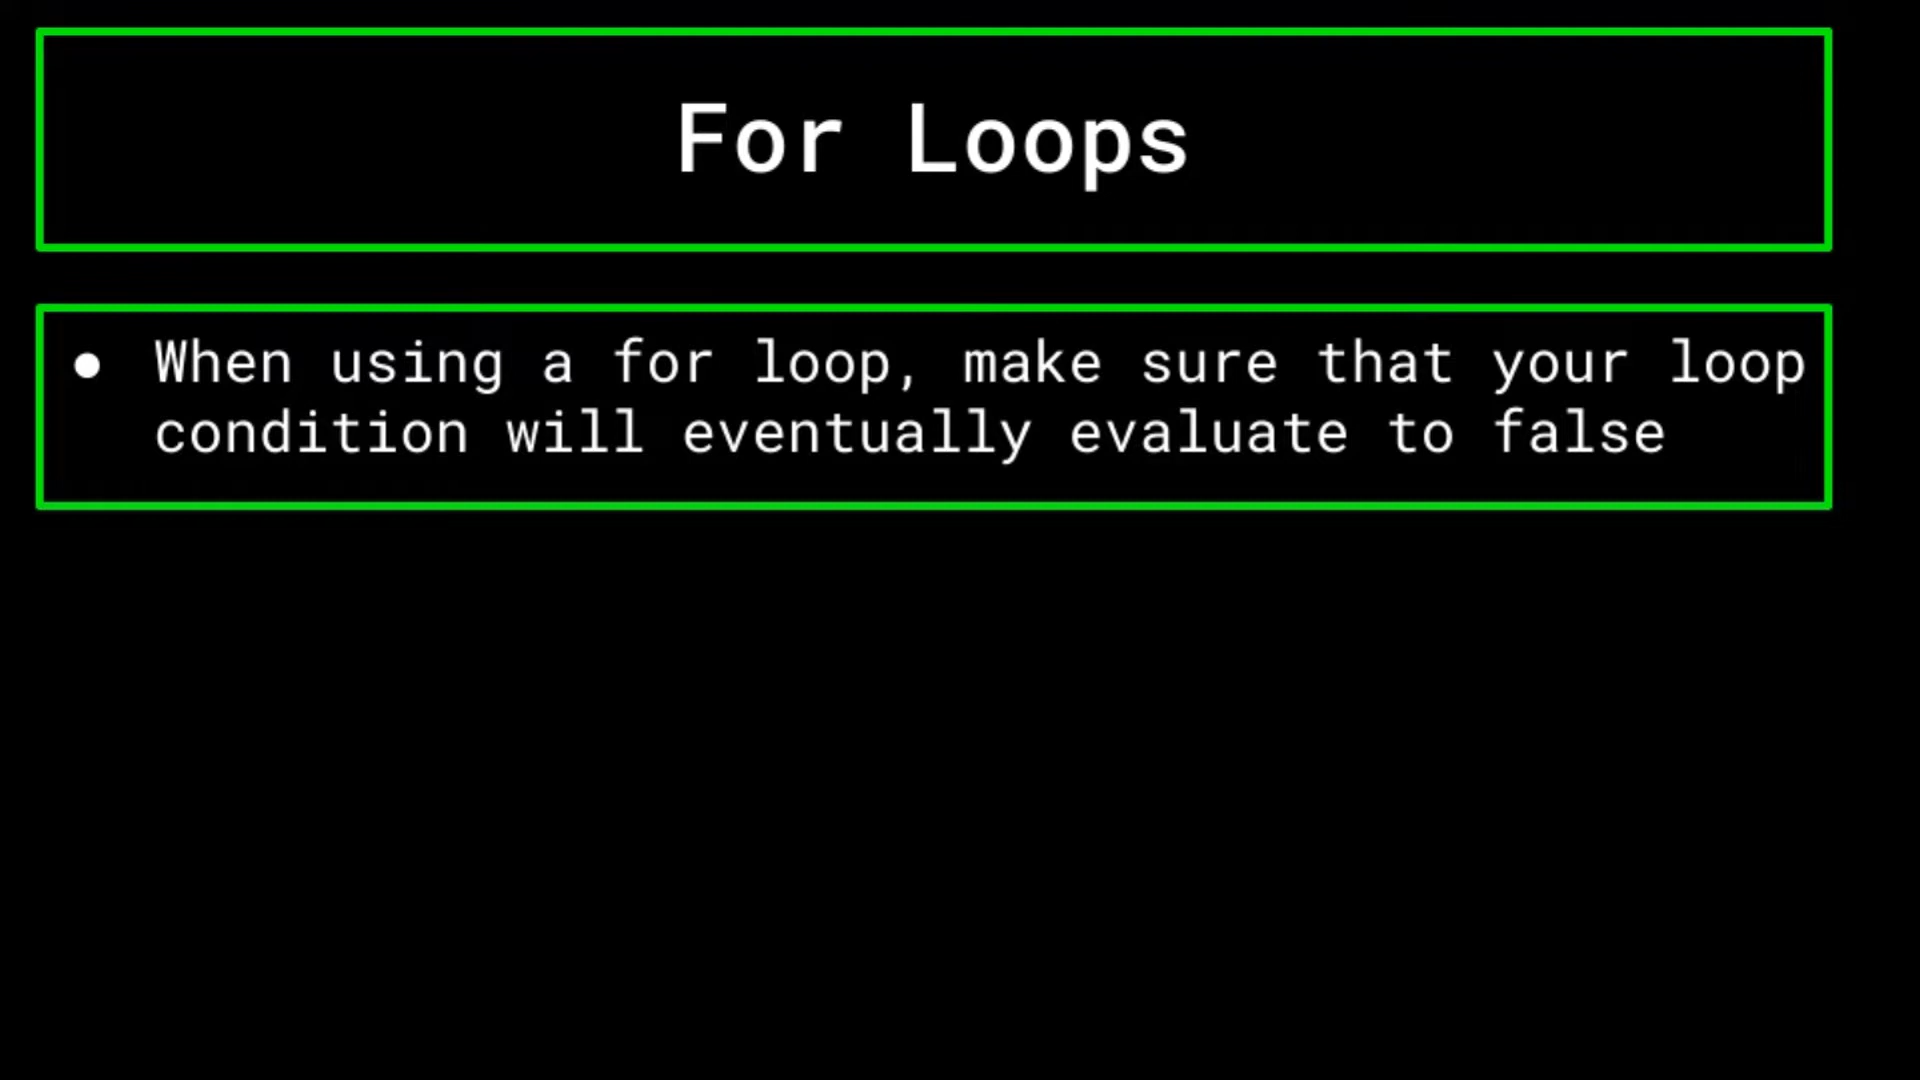 For Loops
● When using a for loop, make sure that your loop
condition will eventually evaluate to false